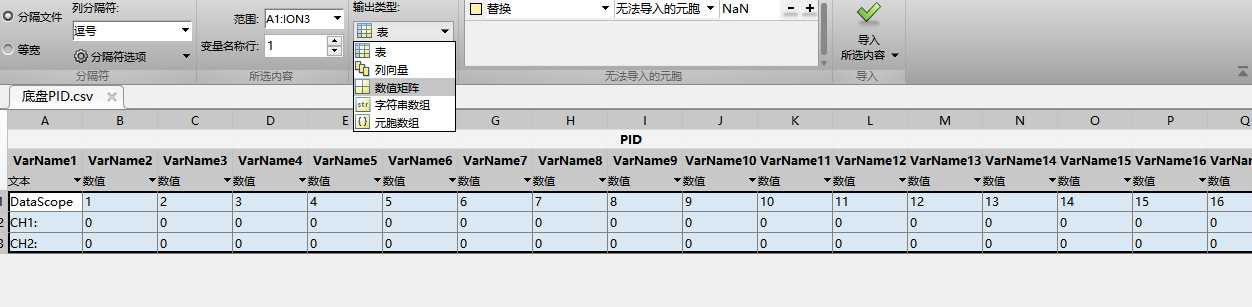 分隔文件
列分隔符:
逗号
等宽
分隔符选项
分隔符
范围: A1:ION3
变量名称行: 1
所选内容
输出类型:
表
表
列向量
数值矩阵
str 字符串数组
{} 元胞数组
替换 无法导入的元胞 NaN
无法导入的元胞
导入
所选内容
导入
底盘PID.csv
A B C D E G H I J K L M N O P Q
PID
VarName1 VarName2 VarName3 VarName4 VarName5 VarName6 VarName7 VarName8 VarName9 VarName10 VarName11 VarName12 VarName13 VarName14 VarName15 VarName16 VarNam
文本 数值 数值 数值 数值 数值 数值 数值 数值 数值 数值 数值 数值 数值 数值 数值 数值
1 DataScope 1 2 3 4 5 6 7 8 9 10 11 12 13 14 15 16
2 CH1: 0 0 0 0 0 0 0 0 0 0 0 0 0 0 0 0
3 CH2: 0 0 0 0 0 0 0 0 0 0 0 0 0 0 0 0